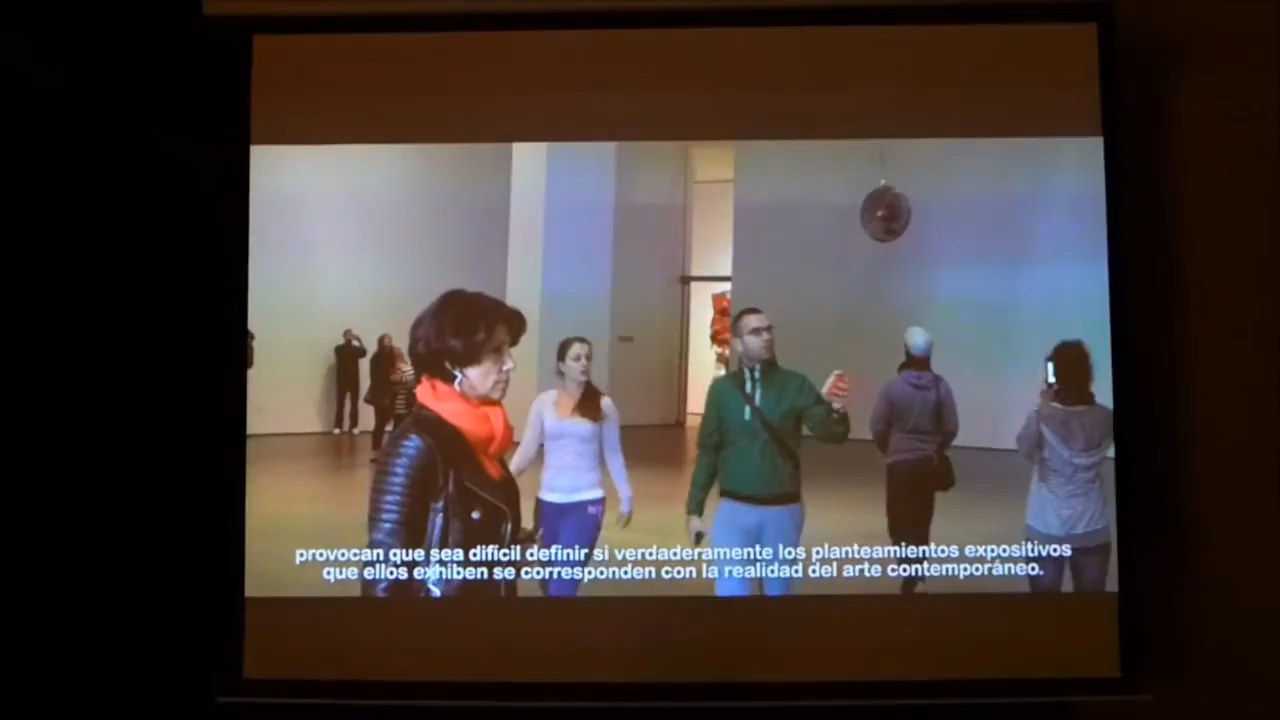 provocan que sea difícil definir si verdaderamente los planteamientos expositivos
que ellos exhiben se corresponden con la realidad del arte contemporáneo.